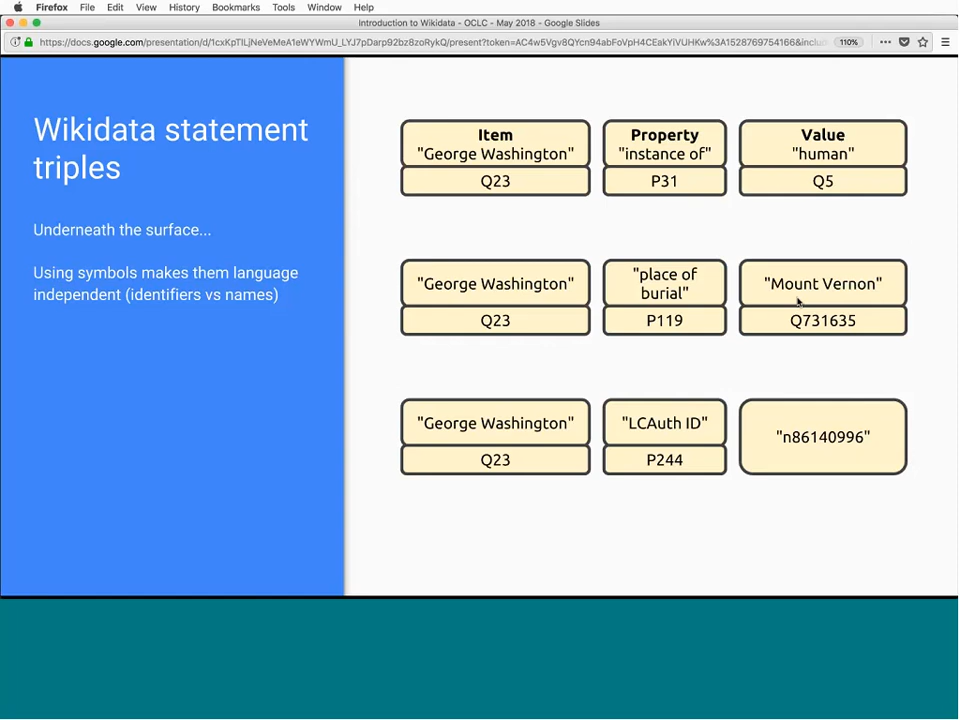 Firefox File Edit View History Bookmarks Tools Window Help
Introduction to Wikidata - OCLC - May 2018 - Google Slides
110%
Wikidata statement
triples
Underneath the surface...
Using symbols makes them language
independent (identifiers vs names)
Item Property Value
"George Washington" "instance of" "human"
Q23 P31 Q5
"George Washington" "place of
burial" "Mount Vernon"
Q23 P119 Q731635
"George Washington" "LCAuth ID" "n86140996"
Q23 P244